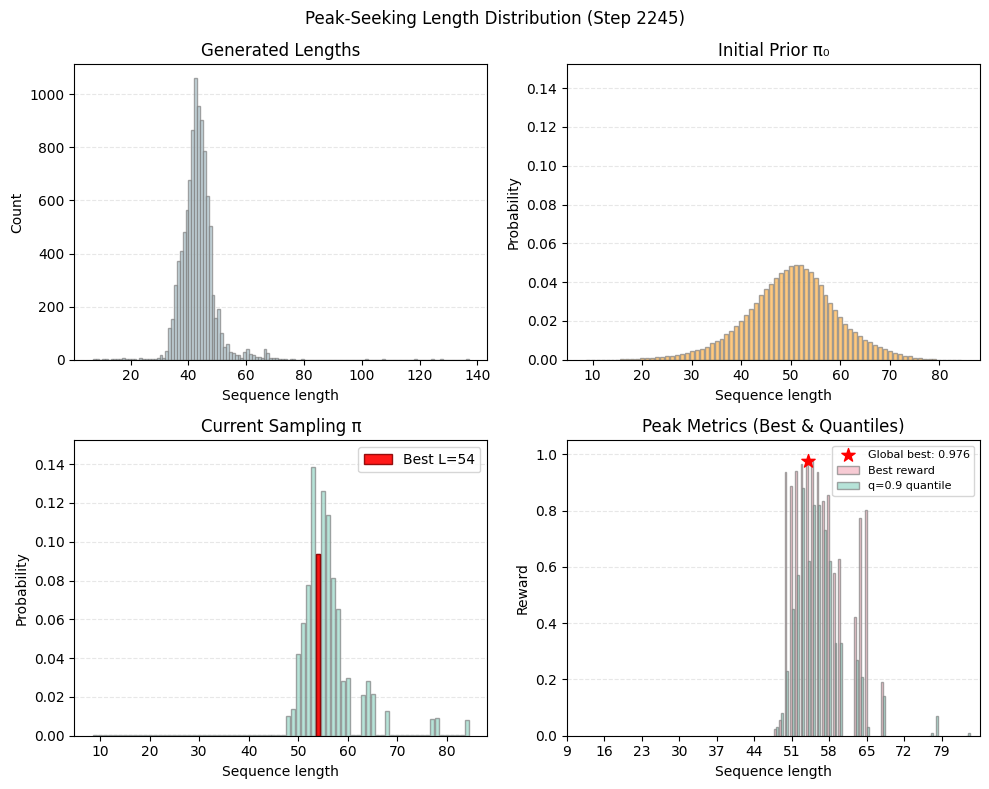 Peak-Seeking Length Distribution (Step 2245)
Generated Lengths
Count
1000
800
600
400
200
0
20 40 60 80 100 120 140
Sequence length
Initial Prior π₀
Probability
0.14
0.12
0.10
0.08
0.06
0.04
0.02
0.00
10 20 30 40 50 60 70 80
Sequence length
Current Sampling π
Best L=54
Probability
0.14
0.12
0.10
0.08
0.06
0.04
0.02
0.00
10 20 30 40 50 60 70 80
Sequence length
Peak Metrics (Best & Quantiles)
Global best: 0.976
Best reward
q=0.9 quantile
Reward
1.0
0.8
0.6
0.4
0.2
0.0
9 16 23 30 37 44 51 58 65 72 79
Sequence length